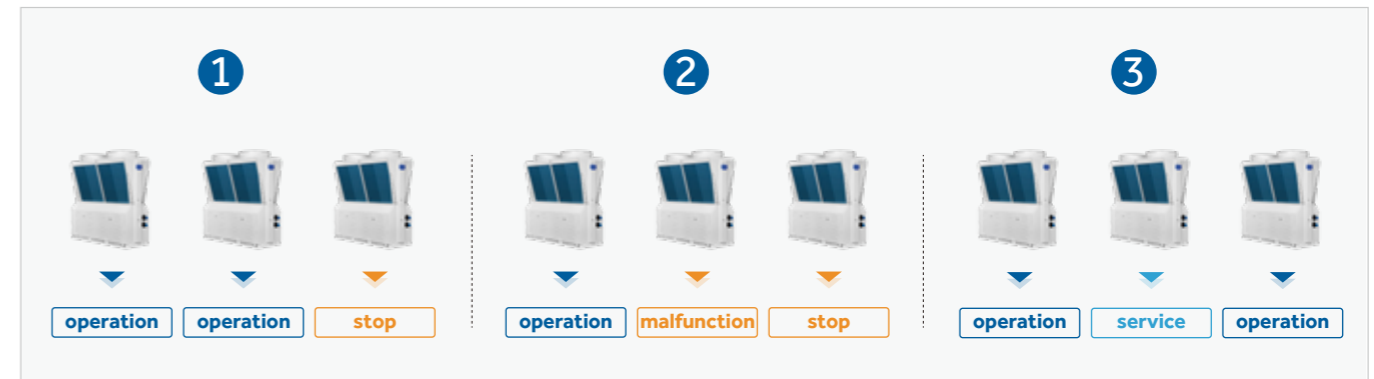 1
2
3
operation operation stop
operation malfunction stop
operation service operation